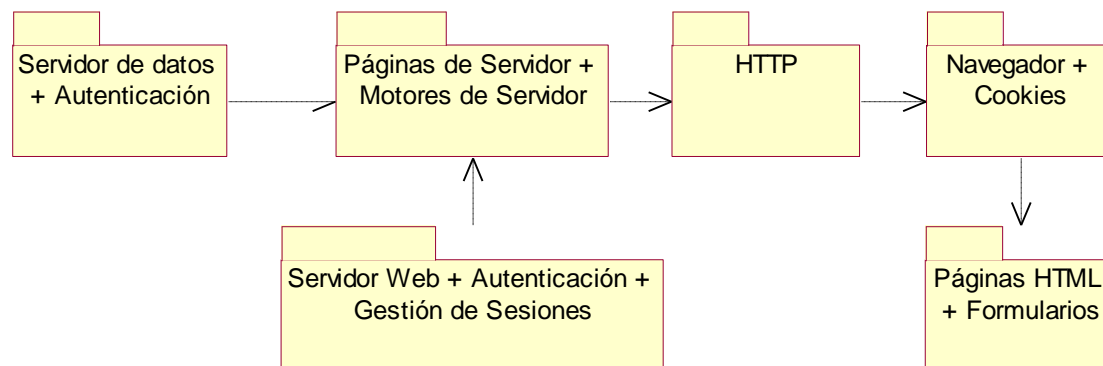 Servidor de datos
+ Autenticación
Páginas de Servidor +
Motores de Servidor
HTTP
Navegador +
Cookies
Servidor Web + Autenticación +
Gestión de Sesiones
Páginas HTML
+ Formularios